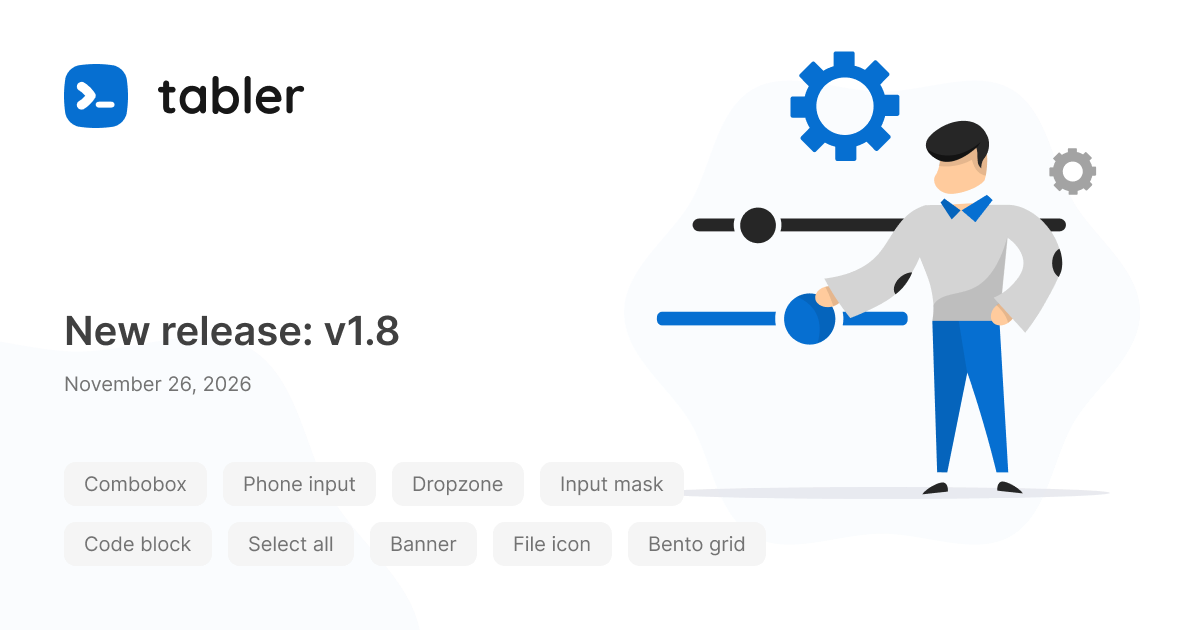 tabler
New release: v1.8
November 26, 2026
Combobox Phone input Dropzone Input mask
Code block Select all Banner File icon Bento grid